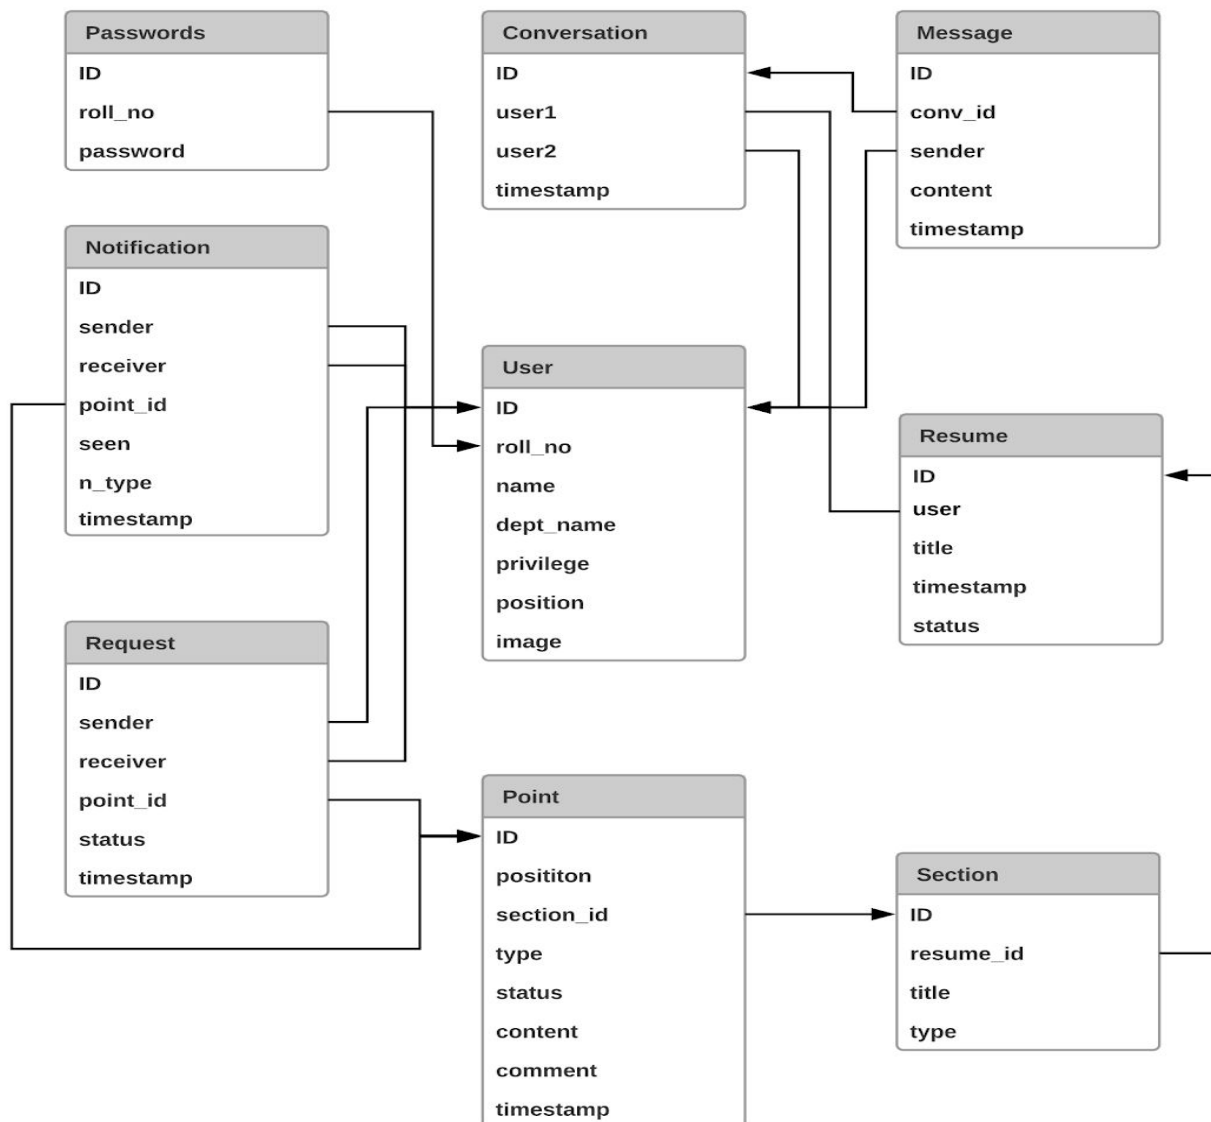 Passwords
ID
roll_no
password
Conversation
ID
user1
user2
timestamp
Message
ID
conv_id
sender
content
timestamp
Notification
ID
sender
receiver
point_id
seen
n_type
timestamp
User
ID
roll_no
name
dept_name
privilege
position
image
Resume
ID
user
title
timestamp
status
Request
ID
sender
receiver
point_id
status
timestamp
Point
ID
posititon
section_id
type
status
content
comment
timestamp
Section
ID
resume_id
title
type